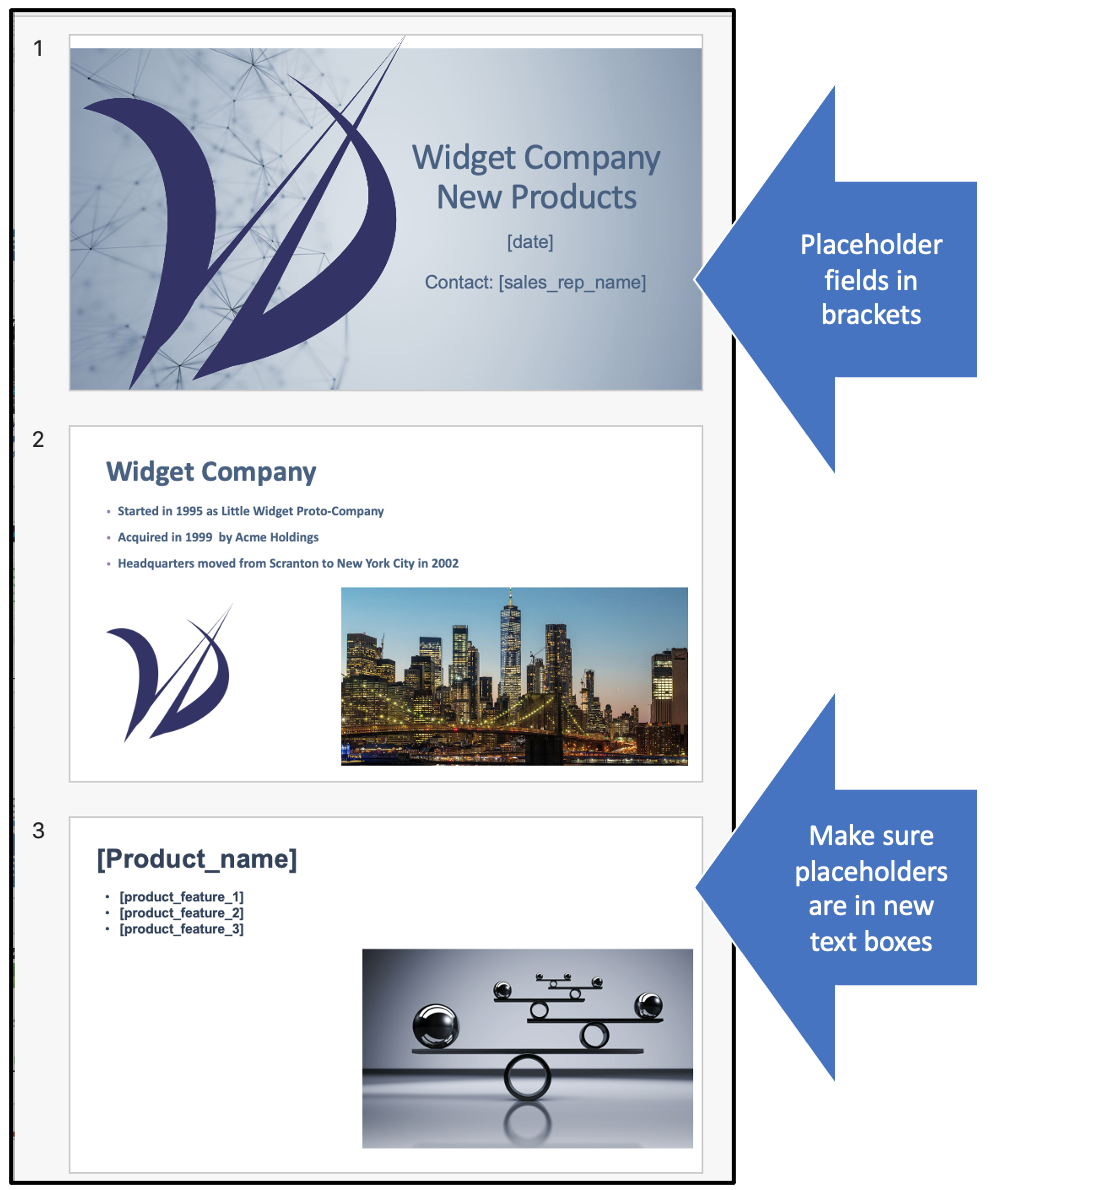 1
Widget Company
New Products
[date]
Contact: [sales_rep_name]
Placeholder
fields in
brackets
2
Widget Company
• Started in 1995 as Little Widget Proto-Company
• Acquired in 1999  by Acme Holdings
• Headquarters moved from Scranton to New York City in 2002
3
[Product_name]
• [product_feature_1]
• [product_feature_2]
• [product_feature_3]
Make sure
placeholders
are in new
text boxes